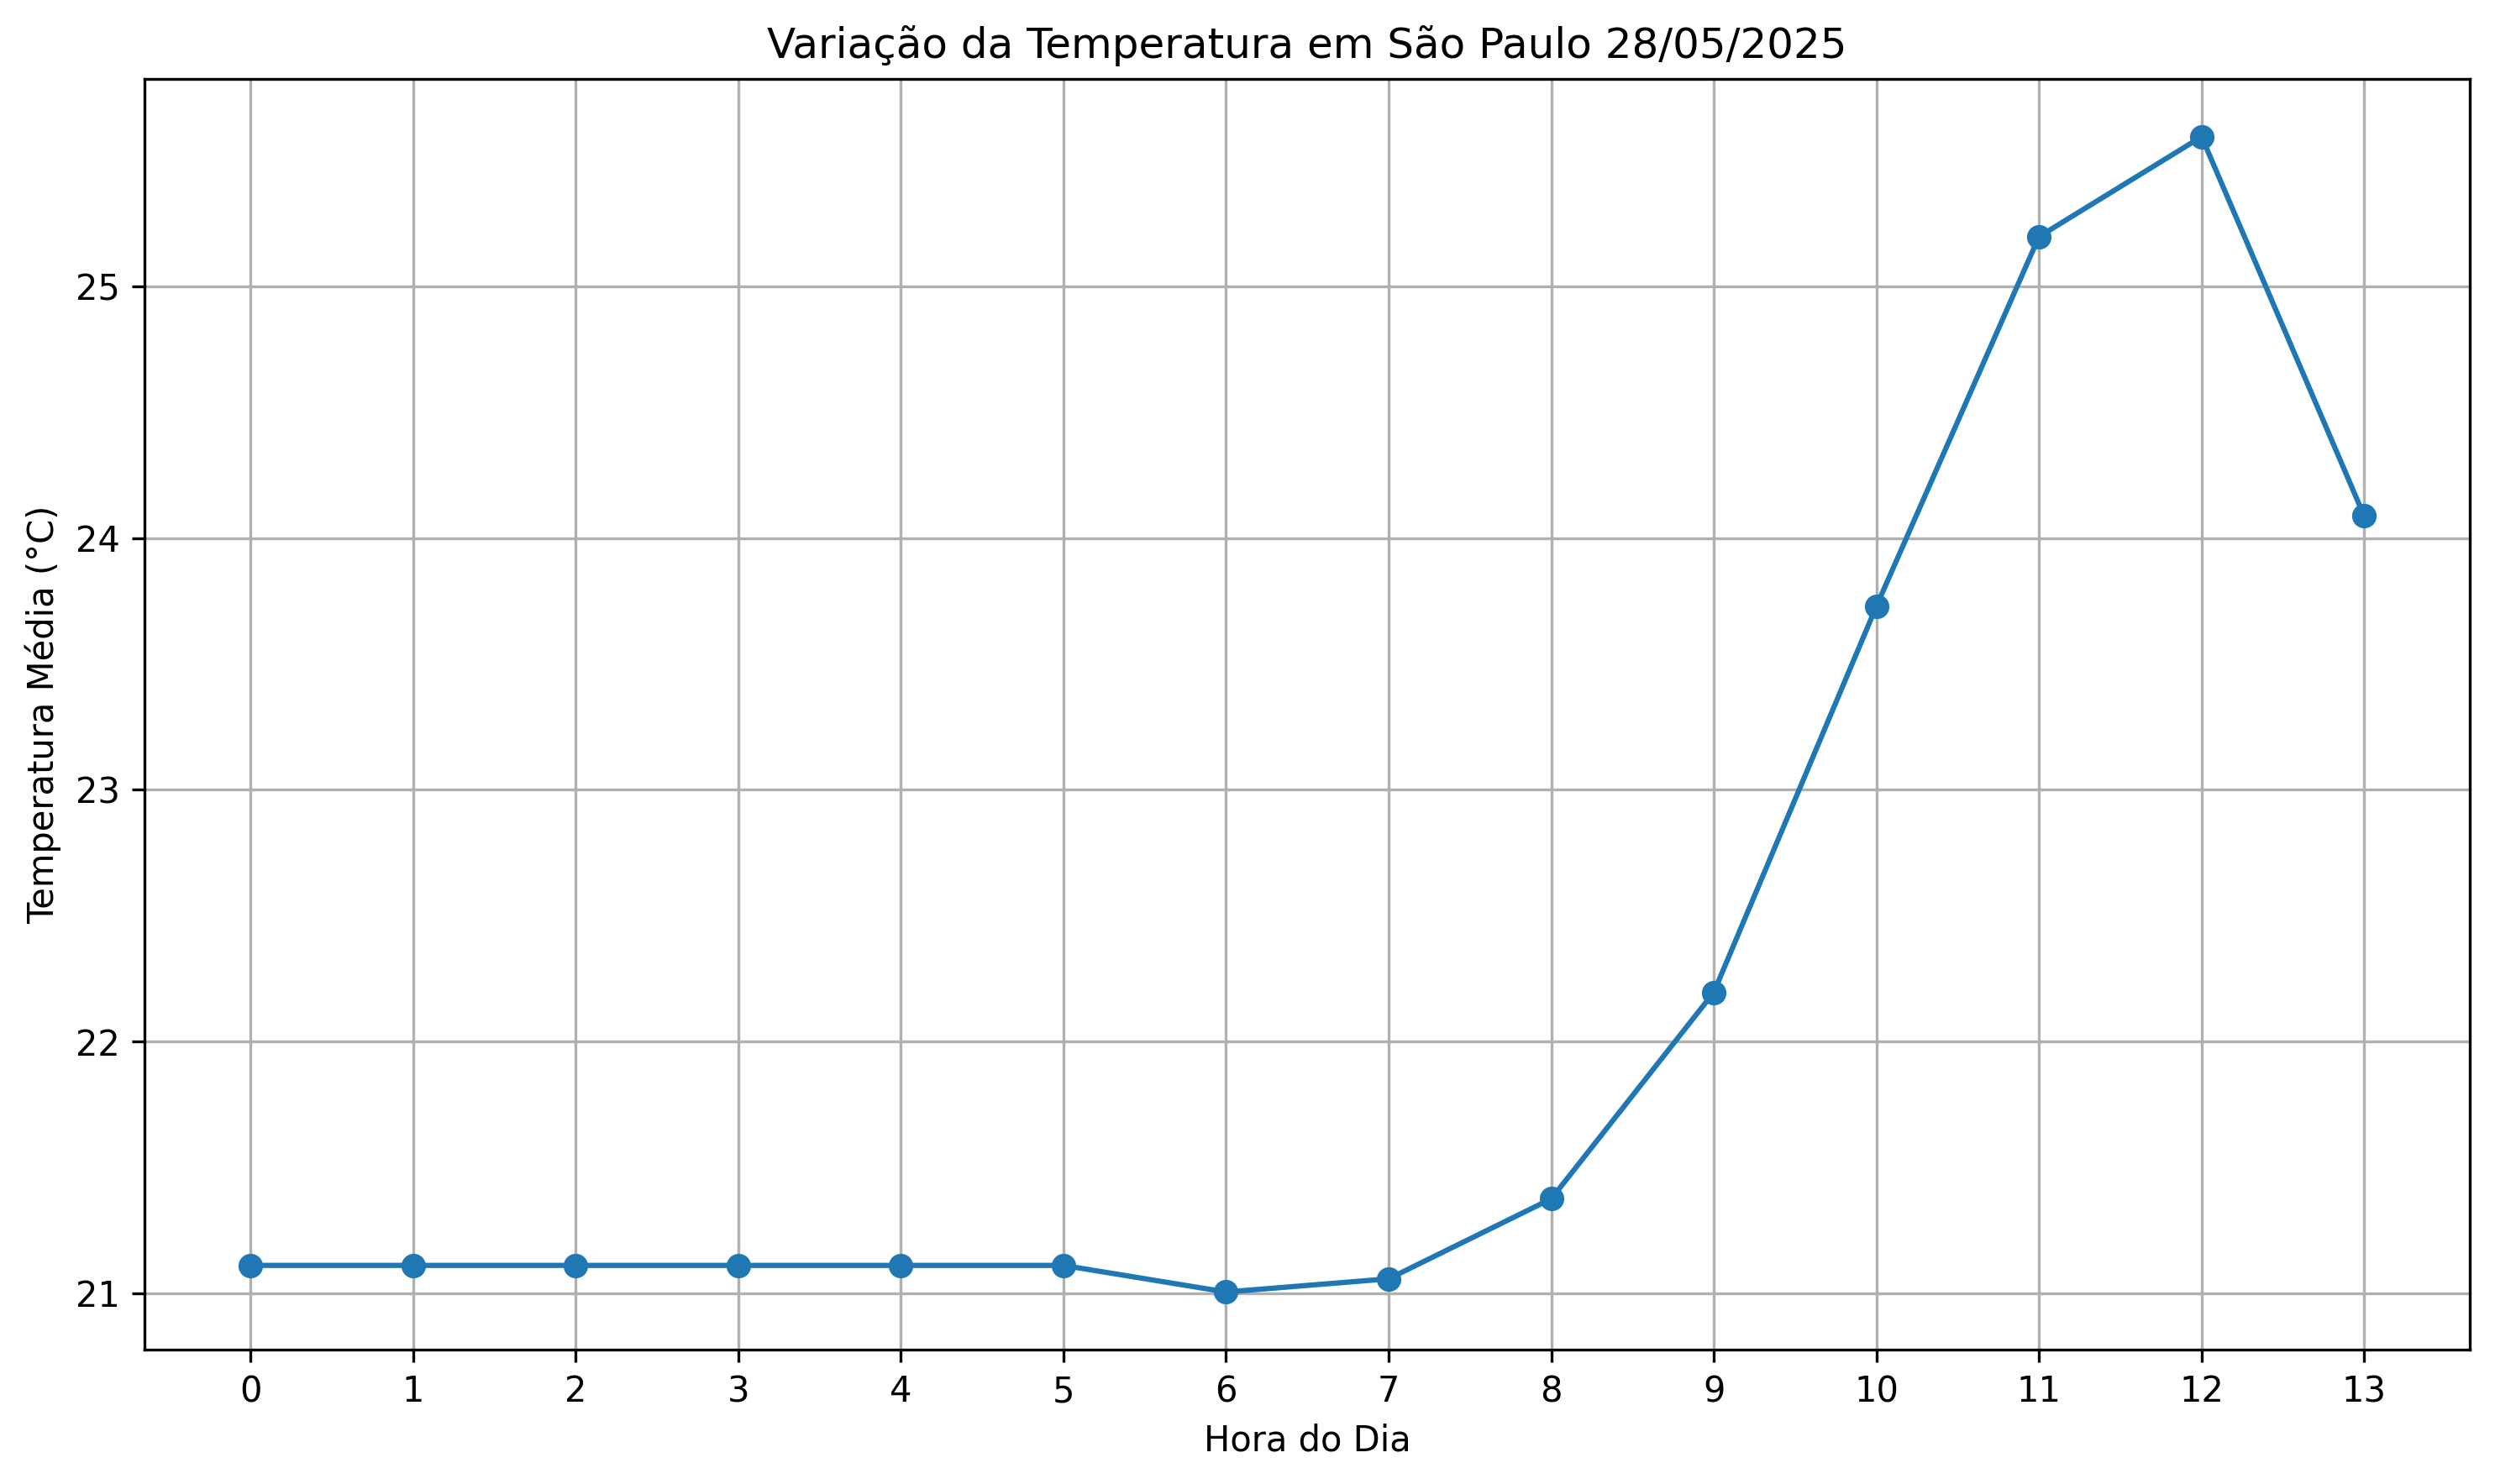 Variação da Temperatura em São Paulo 28/05/2025
Temperatura Média (°C)
25
24
23
22
21
0 1 2 3 4 5 6 7 8 9 10 11 12 13
Hora do Dia